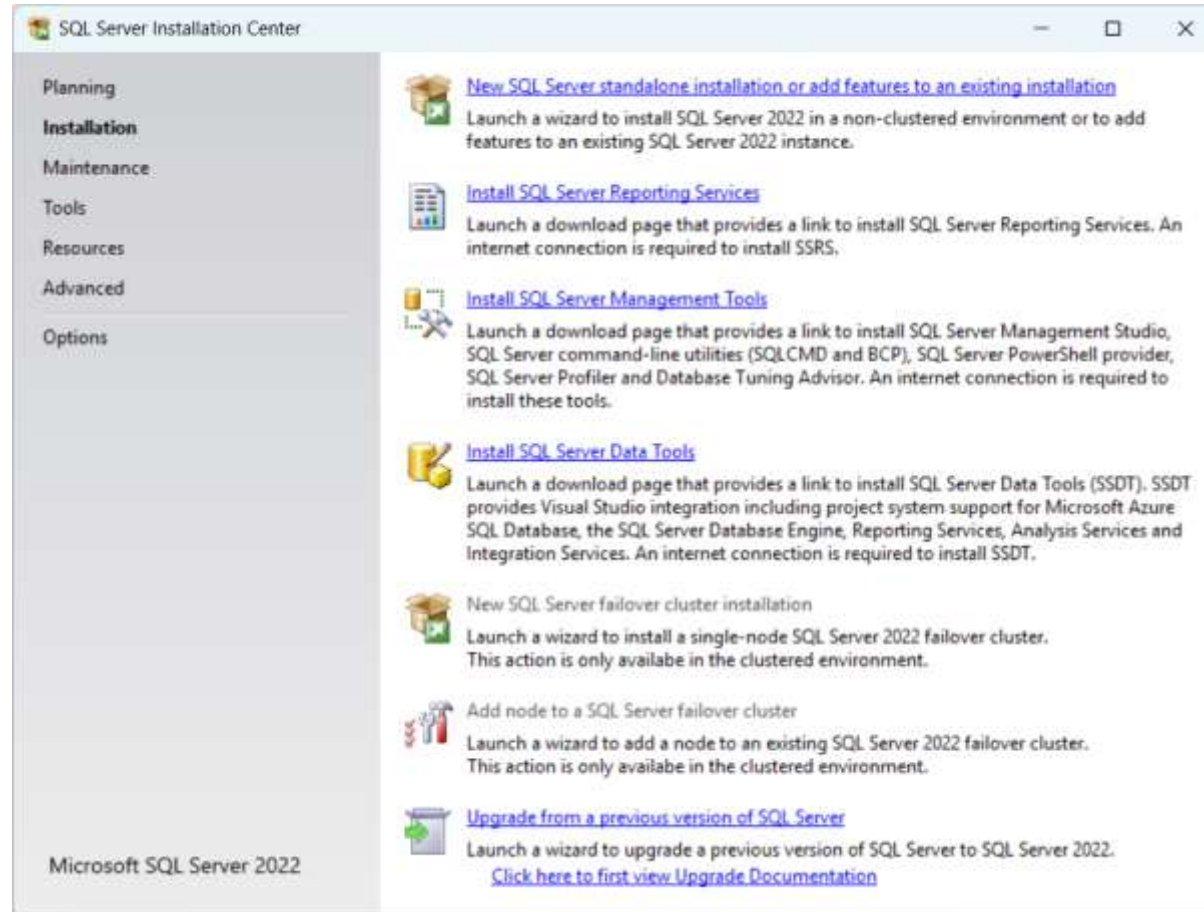 SQL Server Installation Center
Planning
Installation
Maintenance
Tools
Resources
Advanced
Options
Microsoft SQL Server 2022
New SQL Server standalone installation or add features to an existing installation
Launch a wizard to install SQL Server 2022 in a non-clustered environment or to add
features to an existing SQL Server 2022 instance.
Install SQL Server Reporting Services
Launch a download page that provides a link to install SQL Server Reporting Services. An
internet connection is required to install SSRS.
Install SQL Server Management Tools
Launch a download page that provides a link to install SQL Server Management Studio,
SQL Server command-line utilities (SQLCMD and BCP), SQL Server PowerShell provider,
SQL Server Profiler and Database Tuning Advisor. An internet connection is required to
install these tools.
Install SQL Server Data Tools
Launch a download page that provides a link to install SQL Server Data Tools (SSDT). SSDT
provides Visual Studio integration including project system support for Microsoft Azure
SQL Database, the SQL Server Database Engine, Reporting Services, Analysis Services and
Integration Services. An internet connection is required to install SSDT.
New SQL Server failover cluster installation
Launch a wizard to install a single-node SQL Server 2022 failover cluster.
This action is only availabe in the clustered environment.
Add node to a SQL Server failover cluster
Launch a wizard to add a node to an existing SQL Server 2022 failover cluster.
This action is only availabe in the clustered environment.
Upgrade from a previous version of SQL Server
Launch a wizard to upgrade a previous version of SQL Server to SQL Server 2022.
Click here to first view Upgrade Documentation